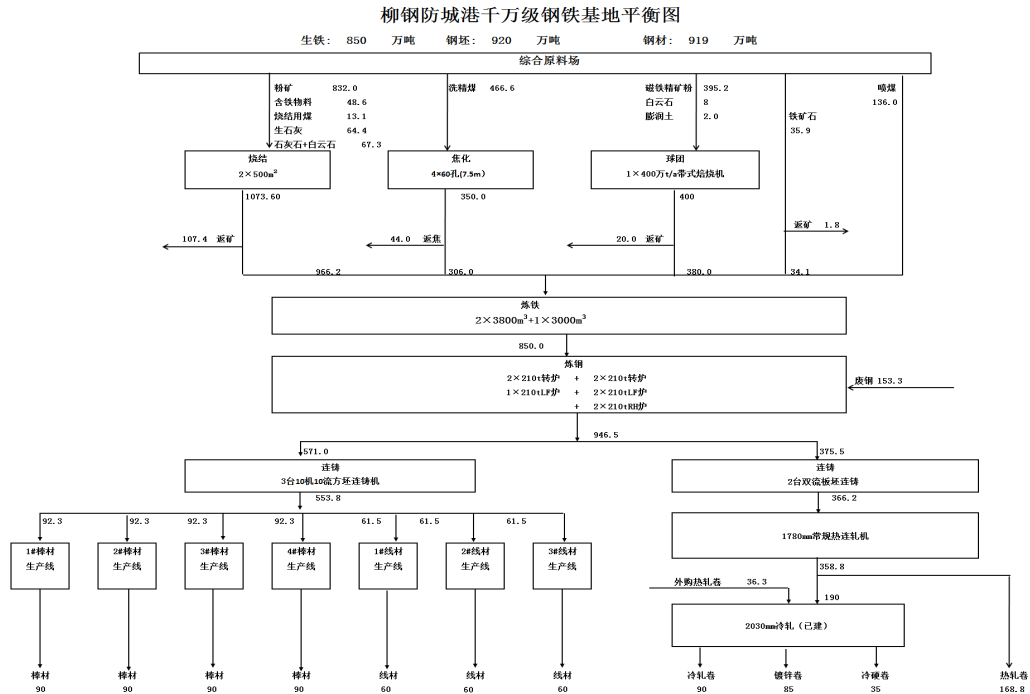 柳钢防城港千万级钢铁基地平衡图
生铁: 850 万吨 钢坯: 920 万吨 钢材: 919 万吨
综合原料场
粉矿 832.0
含铁物料 48.6
烧结用煤 13.1
生石灰 64.4
石灰石+白云石 67.3
洗精煤 466.6
磁铁精矿粉 395.2
白云石 8
膨润土 2.0
铁矿石
35.9
喷煤
136.0
烧结
2×500m²
焦化
4×60孔(7.5m)
球团
1×400万t/a带式焙烧机
1073.60
350.0
400
107.4 返矿
44.0 返焦
20.0 返矿
返矿 1.8
966.2
306.0
380.0
34.1
炼铁
2×3800m³+1×3000m³
850.0
炼钢
2×210t转炉 + 2×210t转炉
1×210tLF炉 + 2×210tLF炉
+ 2×210tRH炉
废钢 153.3
946.5
571.0
375.5
连铸
3台10机10流方坯连铸机
连铸
2台双流板坯连铸
553.8
366.2
92.3
92.3
92.3
92.3
61.5
61.5
61.5
1780mm常规热连轧机
1#棒材
生产线
2#棒材
生产线
3#棒材
生产线
4#棒材
生产线
1#线材
生产线
2#线材
生产线
3#线材
生产线
358.8
外购热轧卷 36.3
190
2030mm冷轧（已建）
棒材
90
棒材
90
棒材
90
棒材
90
线材
60
线材
60
线材
60
冷轧卷
90
镀锌卷
85
冷硬卷
35
热轧卷
168.8